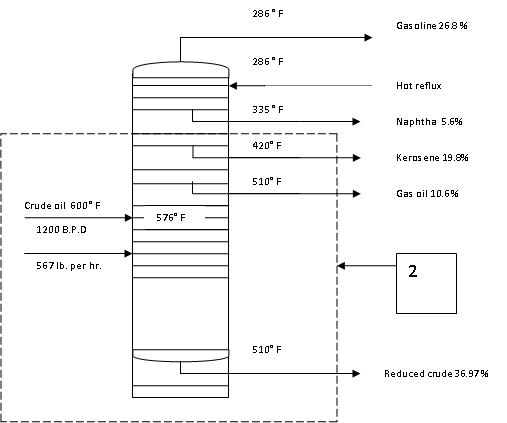 286° F
Gasoline 26.8%
286° F
Hot reflux
335° F
Naphtha 5.6%
420° F
Kerosene 19.8%
510° F
Gas oil 10.6%
Crude oil 600° F
576° F
1200 B.P.D
567 lb. per hr.
2
510° F
Reduced crude 36.97%